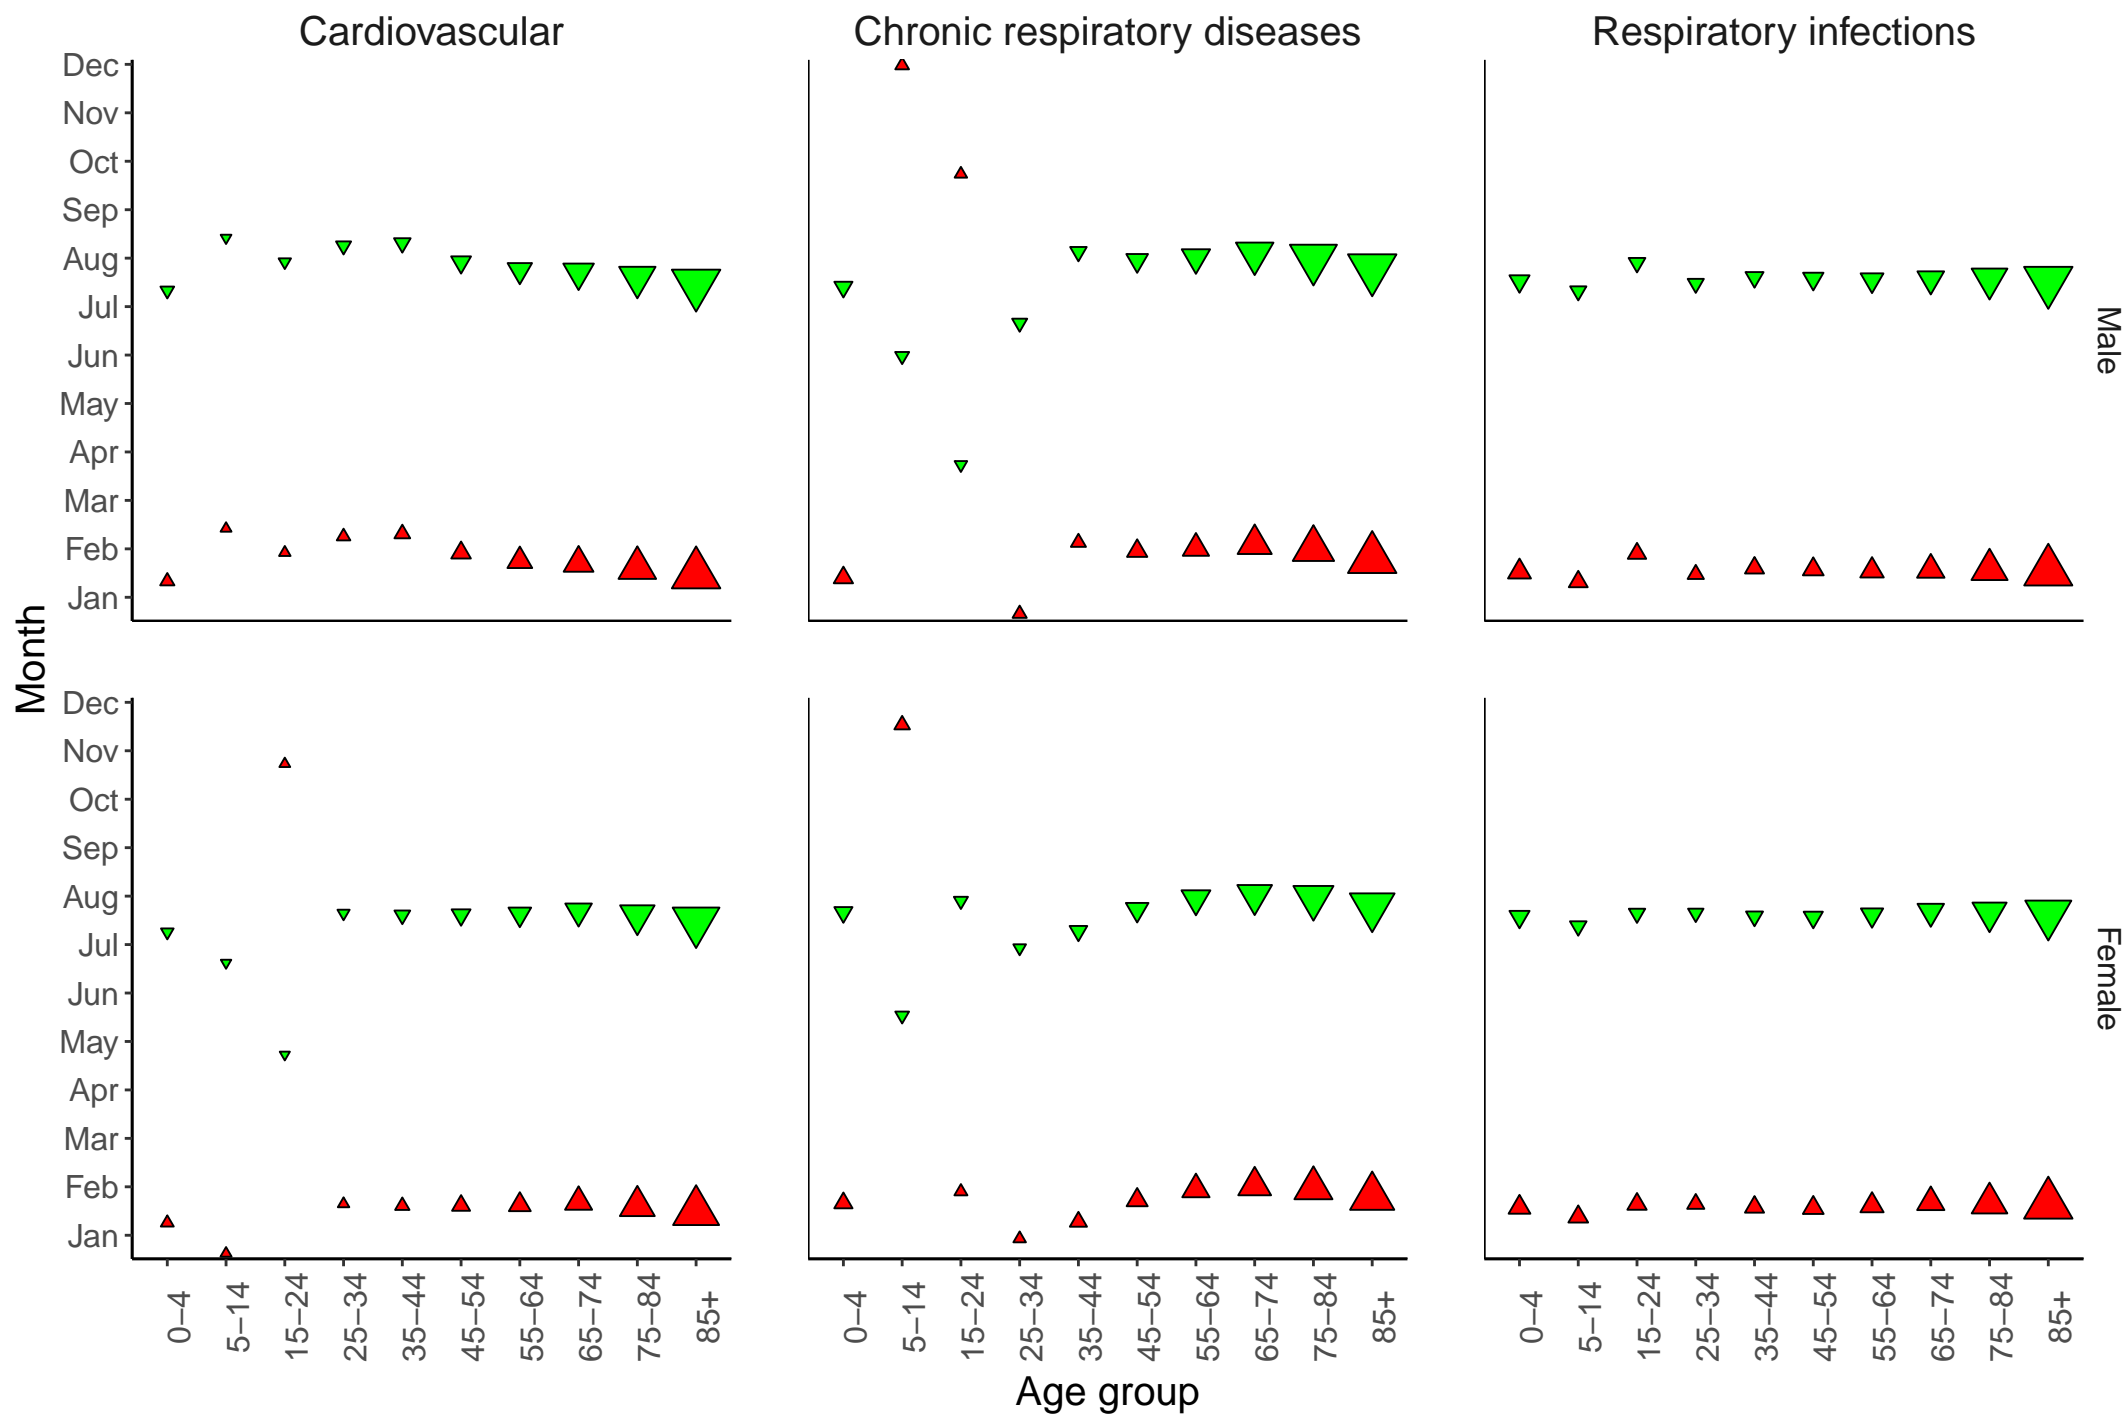 Cardiovascular
Chronic respiratory diseases
Respiratory infections
Dec
Nov
Oct
Sep
Aug
Jul
Jun
May
Apr
Mar
Feb
Jan
Male
Month
Dec
Nov
Oct
Sep
Aug
Jul
Jun
May
Apr
Mar
Feb
Jan
Female
0–4
5–14
15–24
25–34
35–44
45–54
55–64
65–74
75–84
85+
0–4
5–14
15–24
25–34
35–44
45–54
55–64
65–74
75–84
85+
0–4
5–14
15–24
25–34
35–44
45–54
55–64
65–74
75–84
85+
Age group